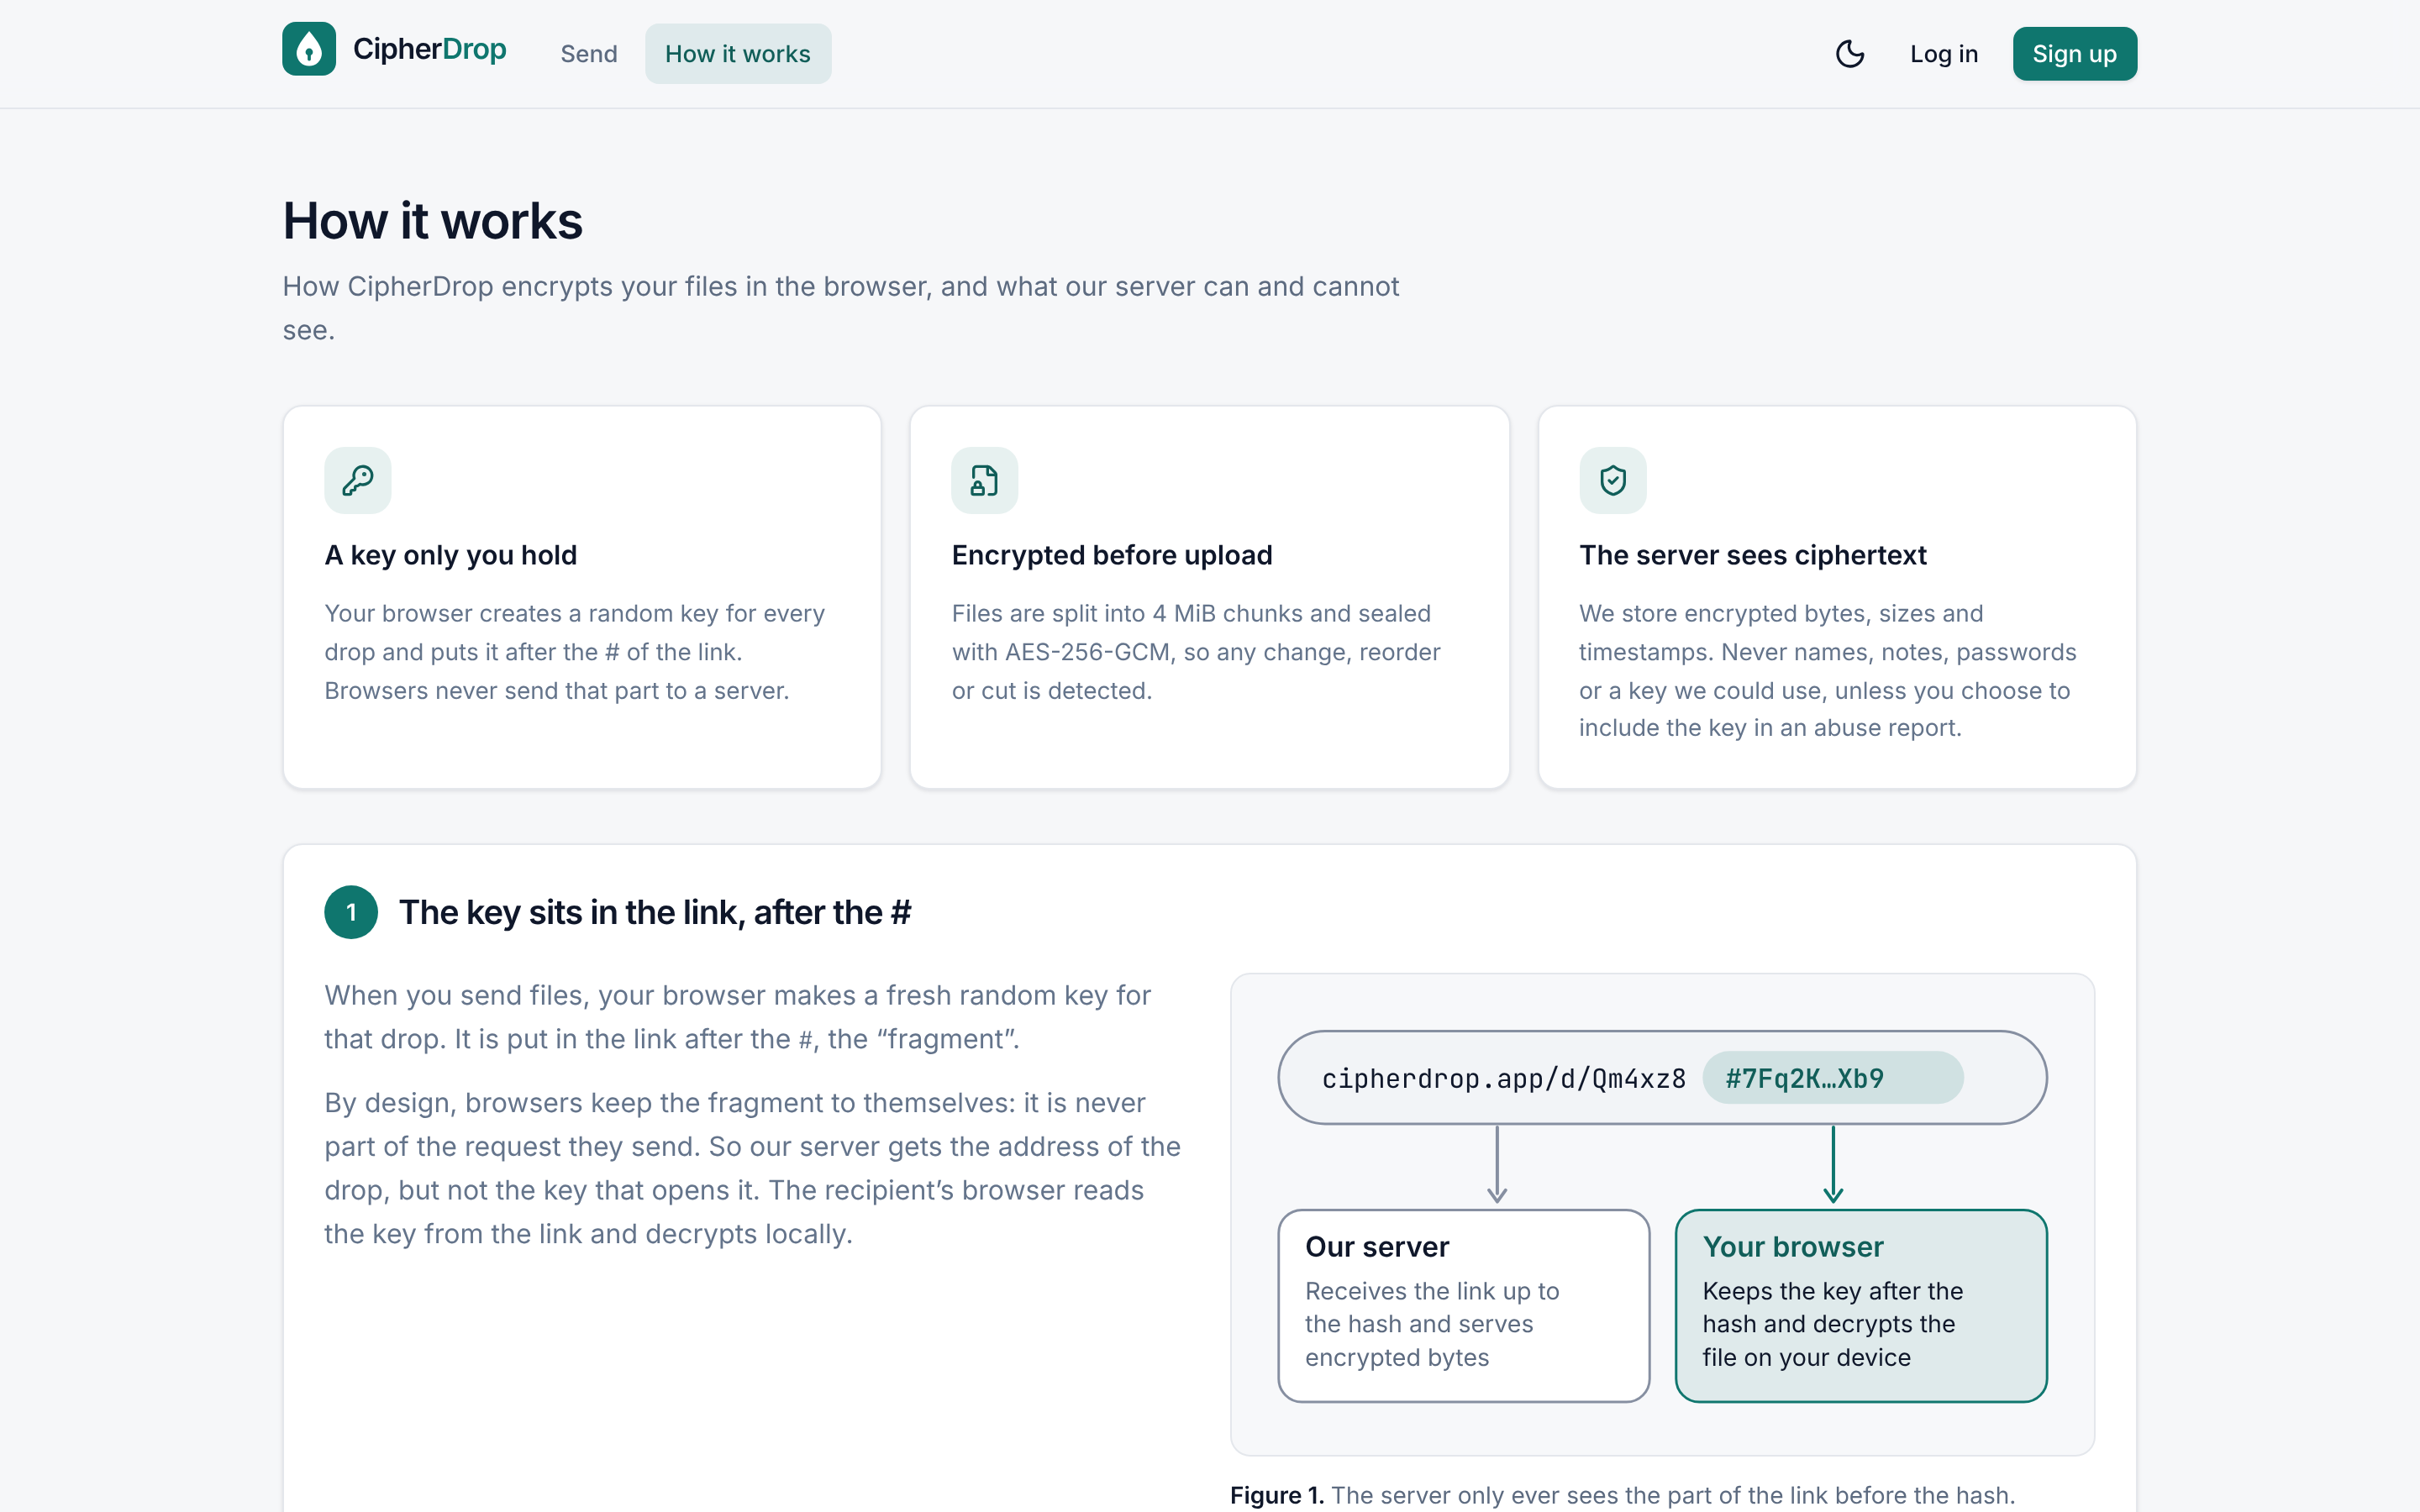 CipherDrop
Send
How it works
Log in
Sign up
How it works
How CipherDrop encrypts your files in the browser, and what our server can and cannot
see.
A key only you hold
Your browser creates a random key for every
drop and puts it after the # of the link.
Browsers never send that part to a server.
Encrypted before upload
Files are split into 4 MiB chunks and sealed
with AES-256-GCM, so any change, reorder
or cut is detected.
The server sees ciphertext
We store encrypted bytes, sizes and
timestamps. Never names, notes, passwords
or a key we could use, unless you choose to
include the key in an abuse report.
1
The key sits in the link, after the #
When you send files, your browser makes a fresh random key for
that drop. It is put in the link after the #, the “fragment”.
By design, browsers keep the fragment to themselves: it is never
part of the request they send. So our server gets the address of the
drop, but not the key that opens it. The recipient’s browser reads
the key from the link and decrypts locally.
cipherdrop.app/d/Qm4xz8 #7Fq2K…Xb9
Our server
Receives the link up to
the hash and serves
encrypted bytes
Your browser
Keeps the key after the
hash and decrypts the
file on your device
Figure 1. The server only ever sees the part of the link before the hash.